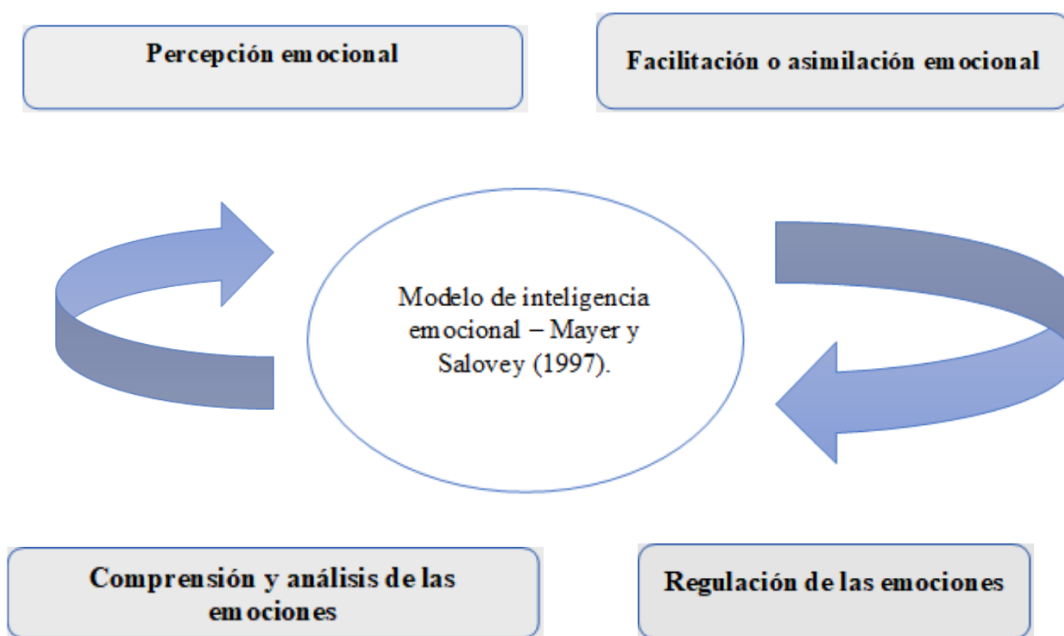 Percepción emocional
Facilitación o asimilación emocional
Modelo de inteligencia
emocional – Mayer y
Salovey (1997).
Comprensión y análisis de las
emociones
Regulación de las emociones